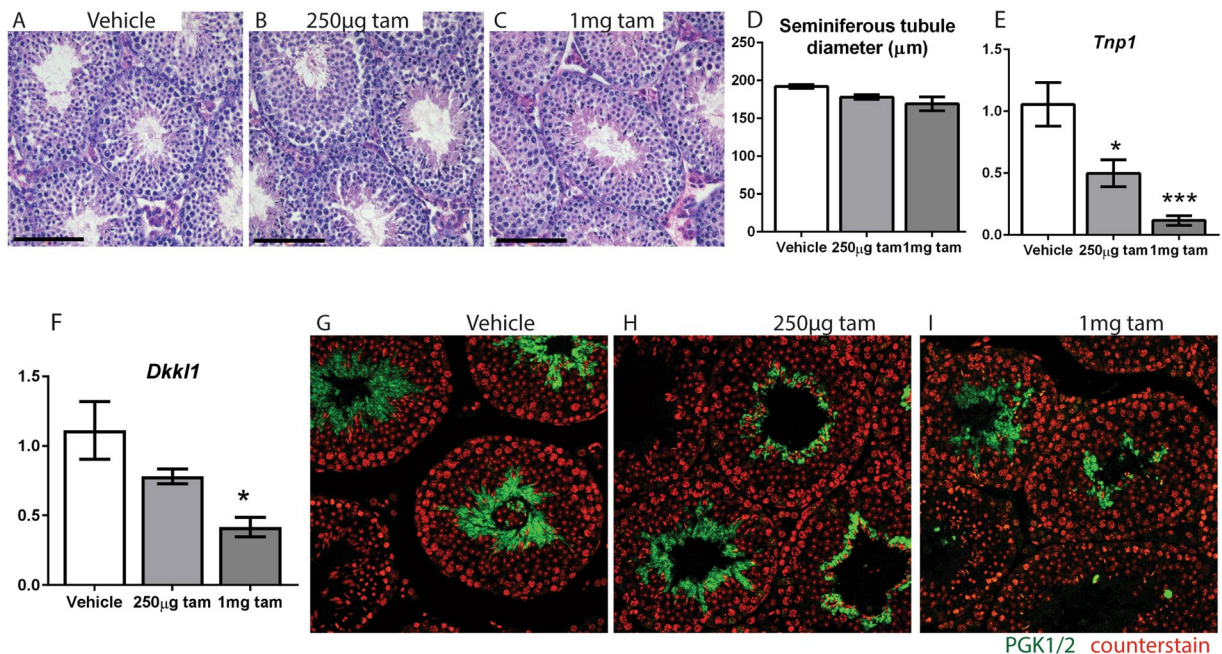 A Vehicle
B 250µg tam
C 1mg tam
D Seminiferous tubule
diameter (µm)
250
200
150
100
50
0
Vehicle 250µg tam 1mg tam
E Tnp1
1.5
1.0
0.5
0.0
*
***
Vehicle 250µg tam 1mg tam
F Dkkl1
1.5
1.0
0.5
0.0
*
Vehicle 250µg tam 1mg tam
G Vehicle
H 250µg tam
I 1mg tam
PGK1/2 counterstain